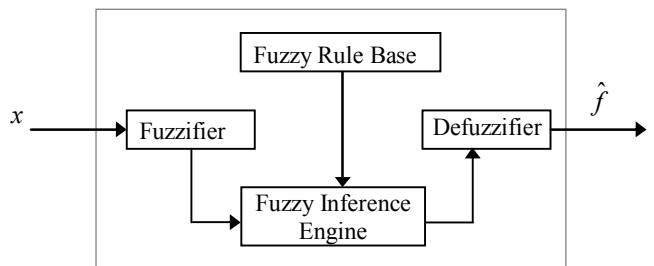 Fuzzy Rule Base
x
Fuzzifier
Defuzzifier
f̂
Fuzzy Inference
Engine